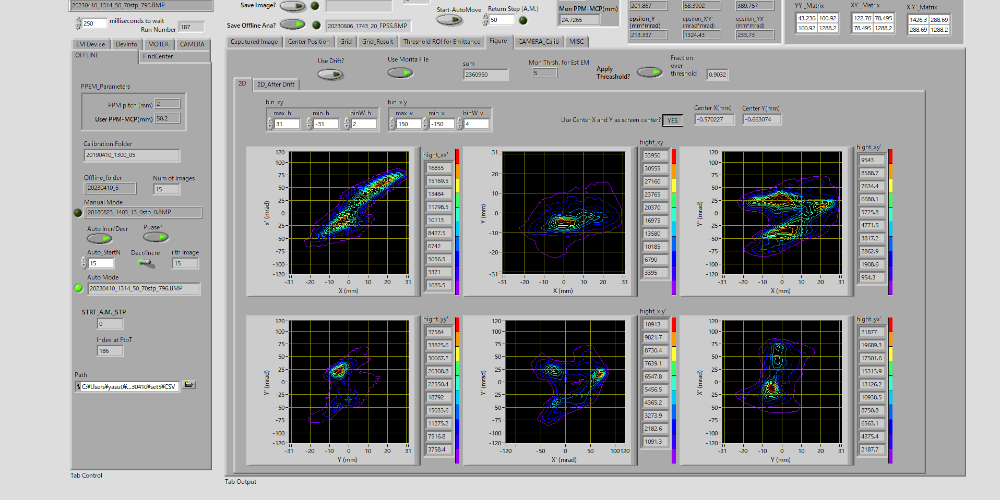 20230410_1314_50_70stp_796.BMP
250
milliseconds to wait
Run Number
187
Save Image?
Save Offline Ana?
20230606_1743_20_FPSS.BMP
Start-AutoMove
Return Step (A.M.)
50
Mon PPM-MCP(mm)
24.7265
201.867
68.3902
389.757
epsilon_Y
(mm*mrad)
epsilon_X'Y'
(mrad*mrad)
epsilon_YX'
(mm*mrad)
213.337
1324.43
233.73
YY'_Matrix
XY'_Matrix
X'Y'_Matrix
43.236 100.92
100.92 1288.2
122.70 78.495
78.495 1288.2
1426.3 288.69
288.69 1288.2
EM Device
DevInfo
MOTER
CAMERA
OFFLINE
FindCenter
PPEM_Parameters
PPM pitch (mm)
2
User PPM-MCP(mm)
50.2
Calibration Folder
20190410_1300_05
Offline_folder
Num of Images
20230410_5
15
Manual Mode
20180823_1403_13_0stp_0.BMP
Auto Incr/Decr
Puase?
Auto_StartN
Decr/Incre
i th Image
15
15
Auto Mode
20230410_1314_50_70stp_796.BMP
STRT_A.M._STP
0
Index at FtoT
186
Path
C:¥Users¥yasu0¥...30410¥set5¥CSV
Tab Control
Caputured Image
Center Position
Grid
Grid_Result
Threshold ROI for Emittance
Figure
CAMERA_Calib
MISC
Use Drift?
Use Morita File
sum
2360950
Mon Thrsh. for Est EM
5
Apply
Threashold?
Fraction
over
threshold
0.9032
2D
2D_After Drift
bin_xy
max_h
min_h
binW_h
31
-31
2
bin_x'y'
max_v
min_v
binW_v
150
-150
4
Use Center X and Y as screen center?
YES
Center X(mm)
Center Y(mm)
-0.570227
-0.663074
120
100
75
50
25
0
-25
-50
-75
-100
-120
x' (mrad)
-31 -20 -10 0 10 20 31
X (mm)
hight_xx'
16855
15169.5
13484
11798.5
10113
8427.5
6742
5056.5
3371
1685.5
31
20
10
0
-10
-20
-31
Y (mm)
-31 -20 -10 0 10 20 31
X (mm)
hight_xy
33950
30555
27160
23765
20370
16975
13580
10185
6790
3395
120
100
75
50
25
0
-25
-50
-75
-100
-120
Y' (mrad)
-31 -20 -10 0 10 20 31
X (mm)
hight_xy'
9543
8588.7
7634.4
6680.1
5725.8
4771.5
3817.2
2862.9
1908.6
954.3
120
100
75
50
25
0
-25
-50
-75
-100
-120
Y' (mrad)
-31 -20 -10 0 10 20 31
Y (mm)
hight_yy'
37584
33825.6
30067.2
26308.8
22550.4
18792
15033.6
11275.2
7516.8
3758.4
120
100
75
50
25
0
-25
-50
-75
-100
-120
Y' (mrad)
-120 -50 0 50 100 120
X' (mrad)
hight_x'y'
10913
9821.7
8730.4
7639.1
6547.8
5456.5
4365.2
3273.9
2182.6
1091.3
120
100
75
50
25
0
-25
-50
-75
-100
-120
X' (mrad)
-31 -20 -10 0 10 20 31
Y (mm)
hight_yx'
21877
19689.3
17501.6
15313.9
13126.2
10938.5
8750.8
6563.1
4375.4
2187.7
Tab Output